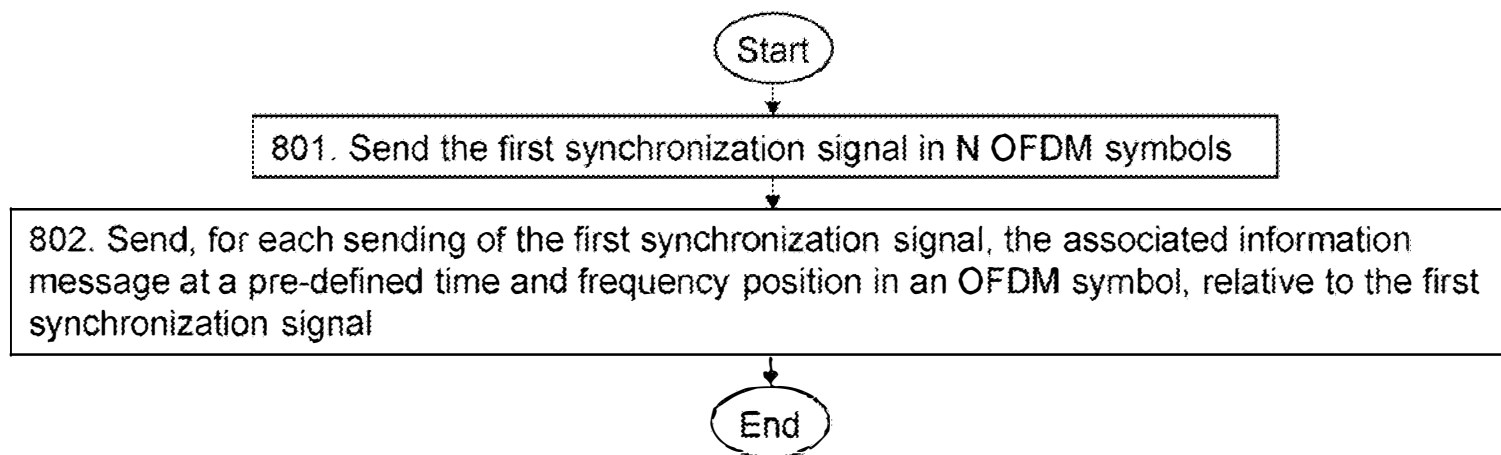 Start
801. Send the first synchronization signal in N OFDM symbols
802. Send, for each sending of the first synchronization signal, the associated information
message at a pre-defined time and frequency position in an OFDM symbol, relative to the first
synchronization signal
End